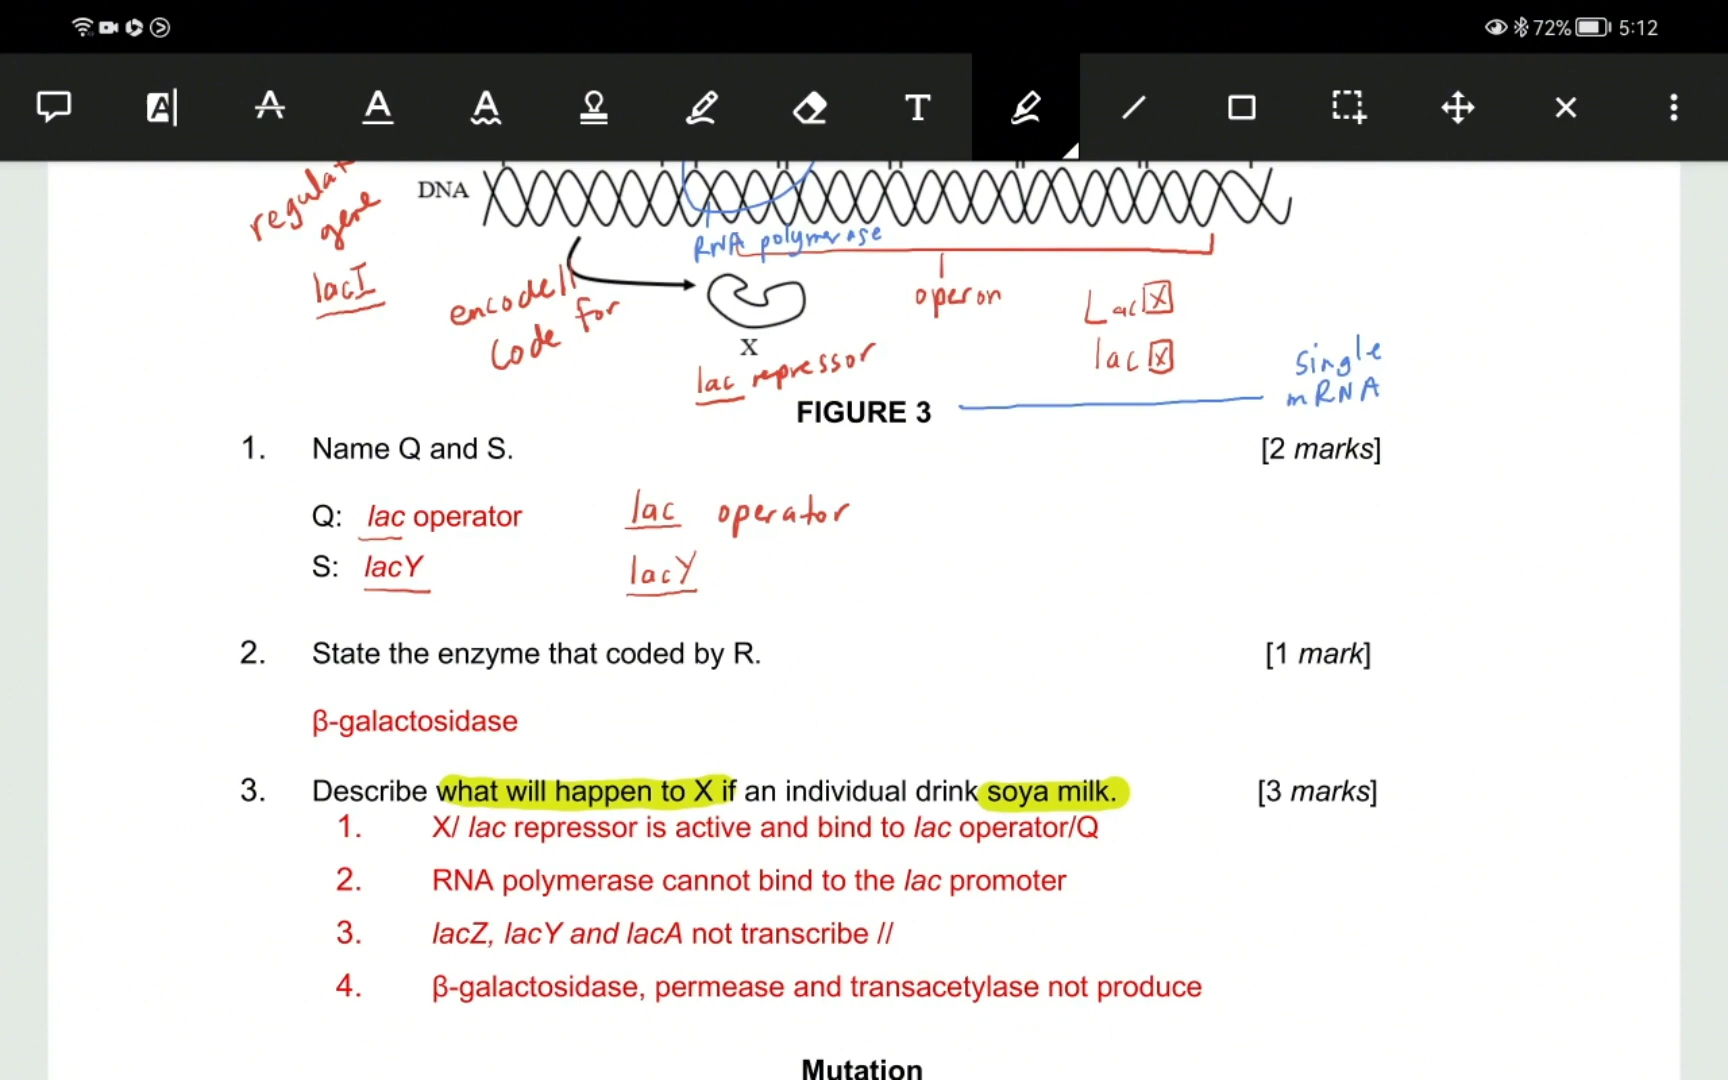 72% 5:12
A A A A T
regulat
gene
DNA
RNA polymerase
lacI
encode//
code for
operon
Lac X
lac X
X
lac repressor
single
mRNA
FIGURE 3
1. Name Q and S. [2 marks]
Q: lac operator lac operator
S: lacY lacY
2. State the enzyme that coded by R. [1 mark]
β-galactosidase
3. Describe what will happen to X if an individual drink soya milk. [3 marks]
1. X/ lac repressor is active and bind to lac operator/Q
2. RNA polymerase cannot bind to the lac promoter
3. lacZ, lacY and lacA not transcribe //
4. β-galactosidase, permease and transacetylase not produce
Mutation